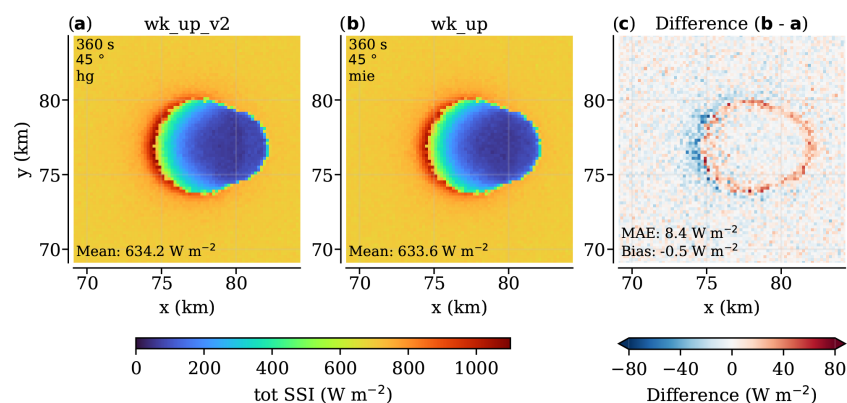 (a) wk_up_v2
(b) wk_up
(c) Difference (b - a)
360 s
45 °
hg
Mean: 634.2 W m−2
360 s
45 °
mie
Mean: 633.6 W m−2
MAE: 8.4 W m−2
Bias: -0.5 W m−2
y (km)
80
75
70
80
75
70
80
75
70
70 75 80
70 75 80
70 75 80
x (km)
x (km)
x (km)
0 200 400 600 800 1000
tot SSI (W m−2)
−80 −40 0 40 80
Difference (W m−2)